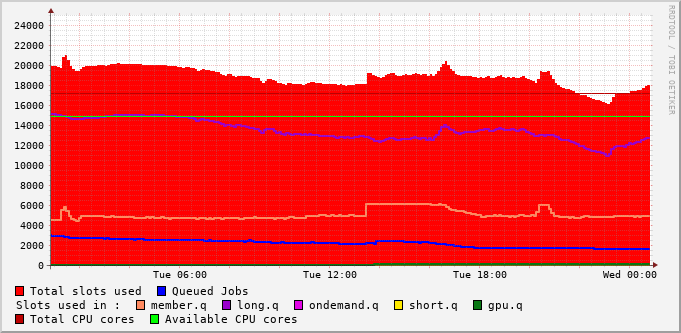 RRDTOOL / TOBI OETIKER
24000
22000
20000
18000
16000
14000
12000
10000
8000
6000
4000
2000
0
Tue 06:00 Tue 12:00 Tue 18:00 Wed 00:00
Total slots used Queued Jobs
Slots used in : member.q long.q ondemand.q short.q gpu.q
Total CPU cores Available CPU cores